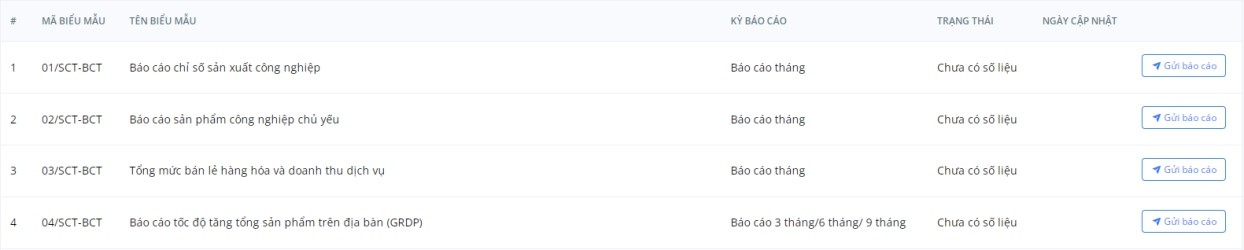 # MÃ BIỂU MẪU TÊN BIỂU MẪU KỲ BÁO CÁO TRẠNG THÁI NGÀY CẬP NHẬT
1 01/SCT-BCT Báo cáo chỉ số sản xuất công nghiệp Báo cáo tháng Chưa có số liệu Gửi báo cáo
2 02/SCT-BCT Báo cáo sản phẩm công nghiệp chủ yếu Báo cáo tháng Chưa có số liệu Gửi báo cáo
3 03/SCT-BCT Tổng mức bán lẻ hàng hóa và doanh thu dịch vụ Báo cáo tháng Chưa có số liệu Gửi báo cáo
4 04/SCT-BCT Báo cáo tốc độ tăng tổng sản phẩm trên địa bàn (GRDP) Báo cáo 3 tháng/6 tháng/ 9 tháng Chưa có số liệu Gửi báo cáo